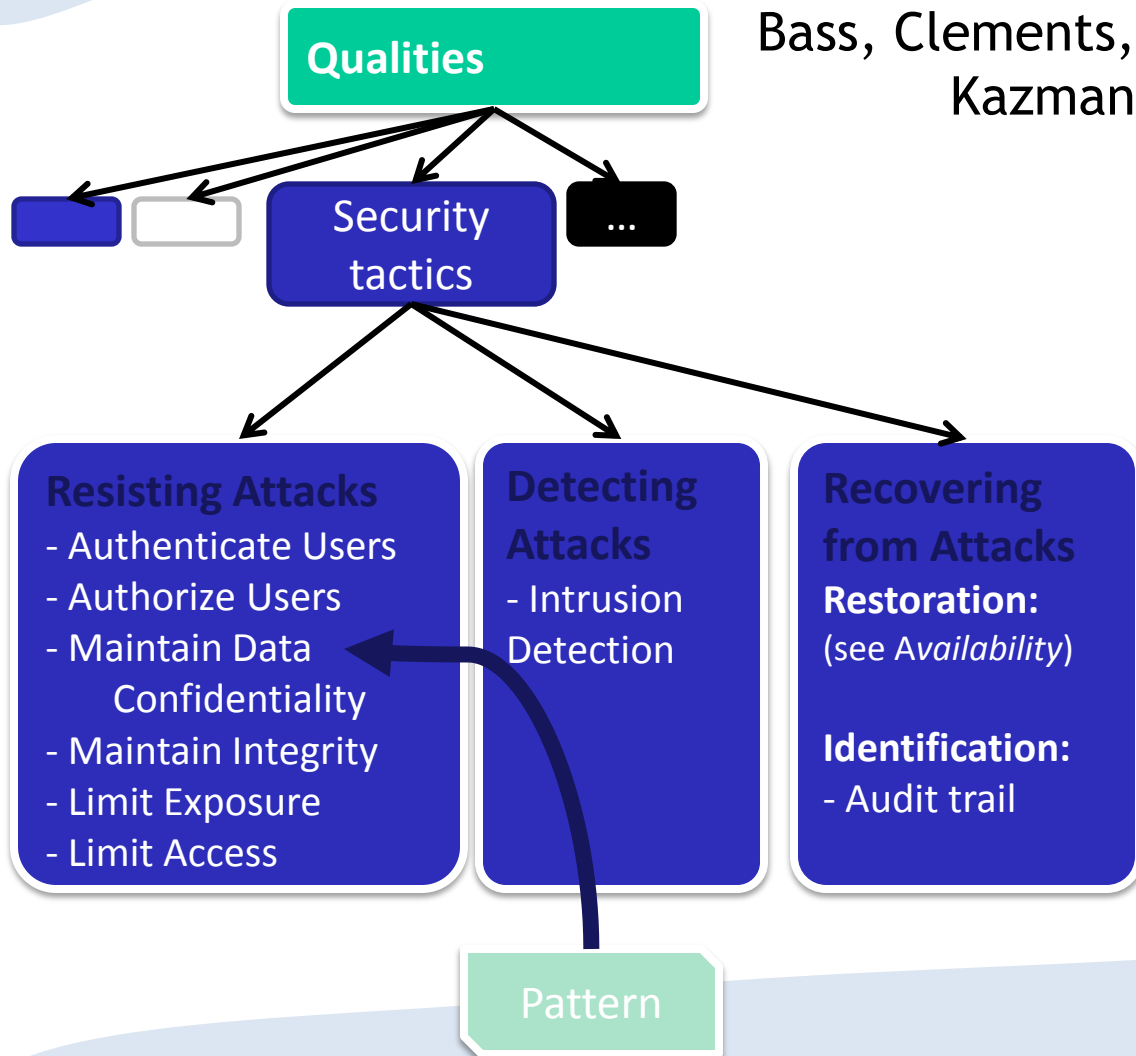 Qualities
Bass, Clements,
Kazman
Security
tactics
...
Resisting Attacks
- Authenticate Users
- Authorize Users
- Maintain Data
Confidentiality
- Maintain Integrity
- Limit Exposure
- Limit Access
Detecting
Attacks
- Intrusion
Detection
Recovering
from Attacks
Restoration:
(see Availability)
Identification:
- Audit trail
Pattern